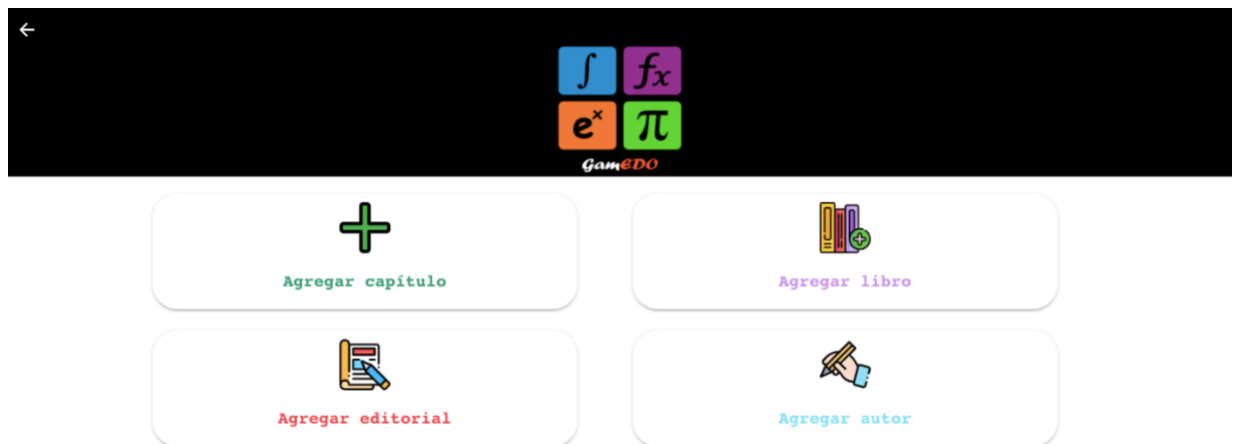 ∫ fx
eˣ π
GamEDO
Agregar capítulo
Agregar libro
Agregar editorial
Agregar autor